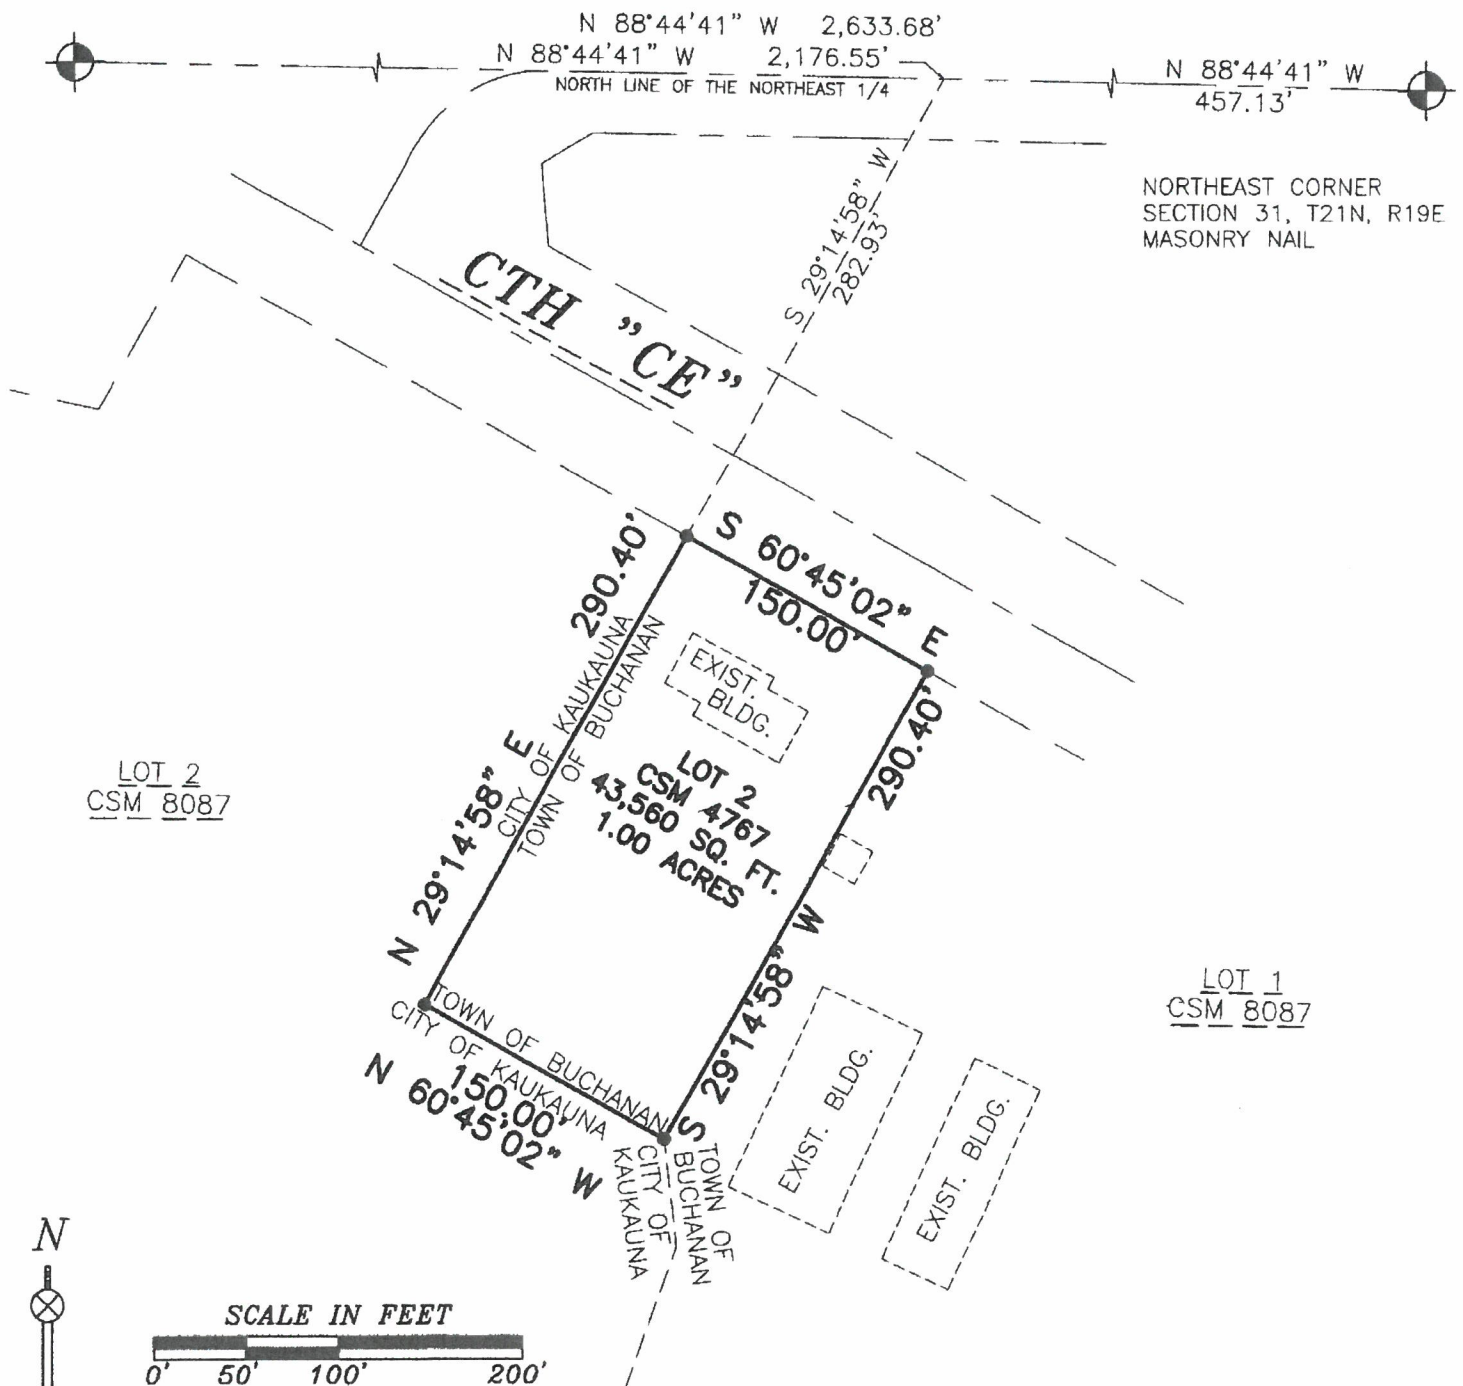 N 88°44'41" W 2,633.68'
N 88°44'41" W 2,176.55'
NORTH LINE OF THE NORTHEAST 1/4
N 88°44'41" W
457.13'
NORTHEAST CORNER
SECTION 31, T21N, R19E
MASONRY NAIL
S 29°14'58" W
282.93'
CTH "CE"
S 60°45'02" E
150.00'
290.40'
N 29°14'58" E
CITY OF KAUKAUNA
TOWN OF BUCHANAN
EXIST.
BLDG.
LOT 2
CSM 4767
43,560 SQ. FT.
1.00 ACRES
290.40'
S 29°14'58" W
LOT 2
CSM 8087
LOT 1
CSM 8087
TOWN OF BUCHANAN
CITY OF KAUKAUNA
150.00'
N 60°45'02" W
TOWN OF
BUCHANAN
CITY OF
KAUKAUNA
EXIST. BLDG.
EXIST. BLDG.
N
SCALE IN FEET
0' 50' 100' 200'